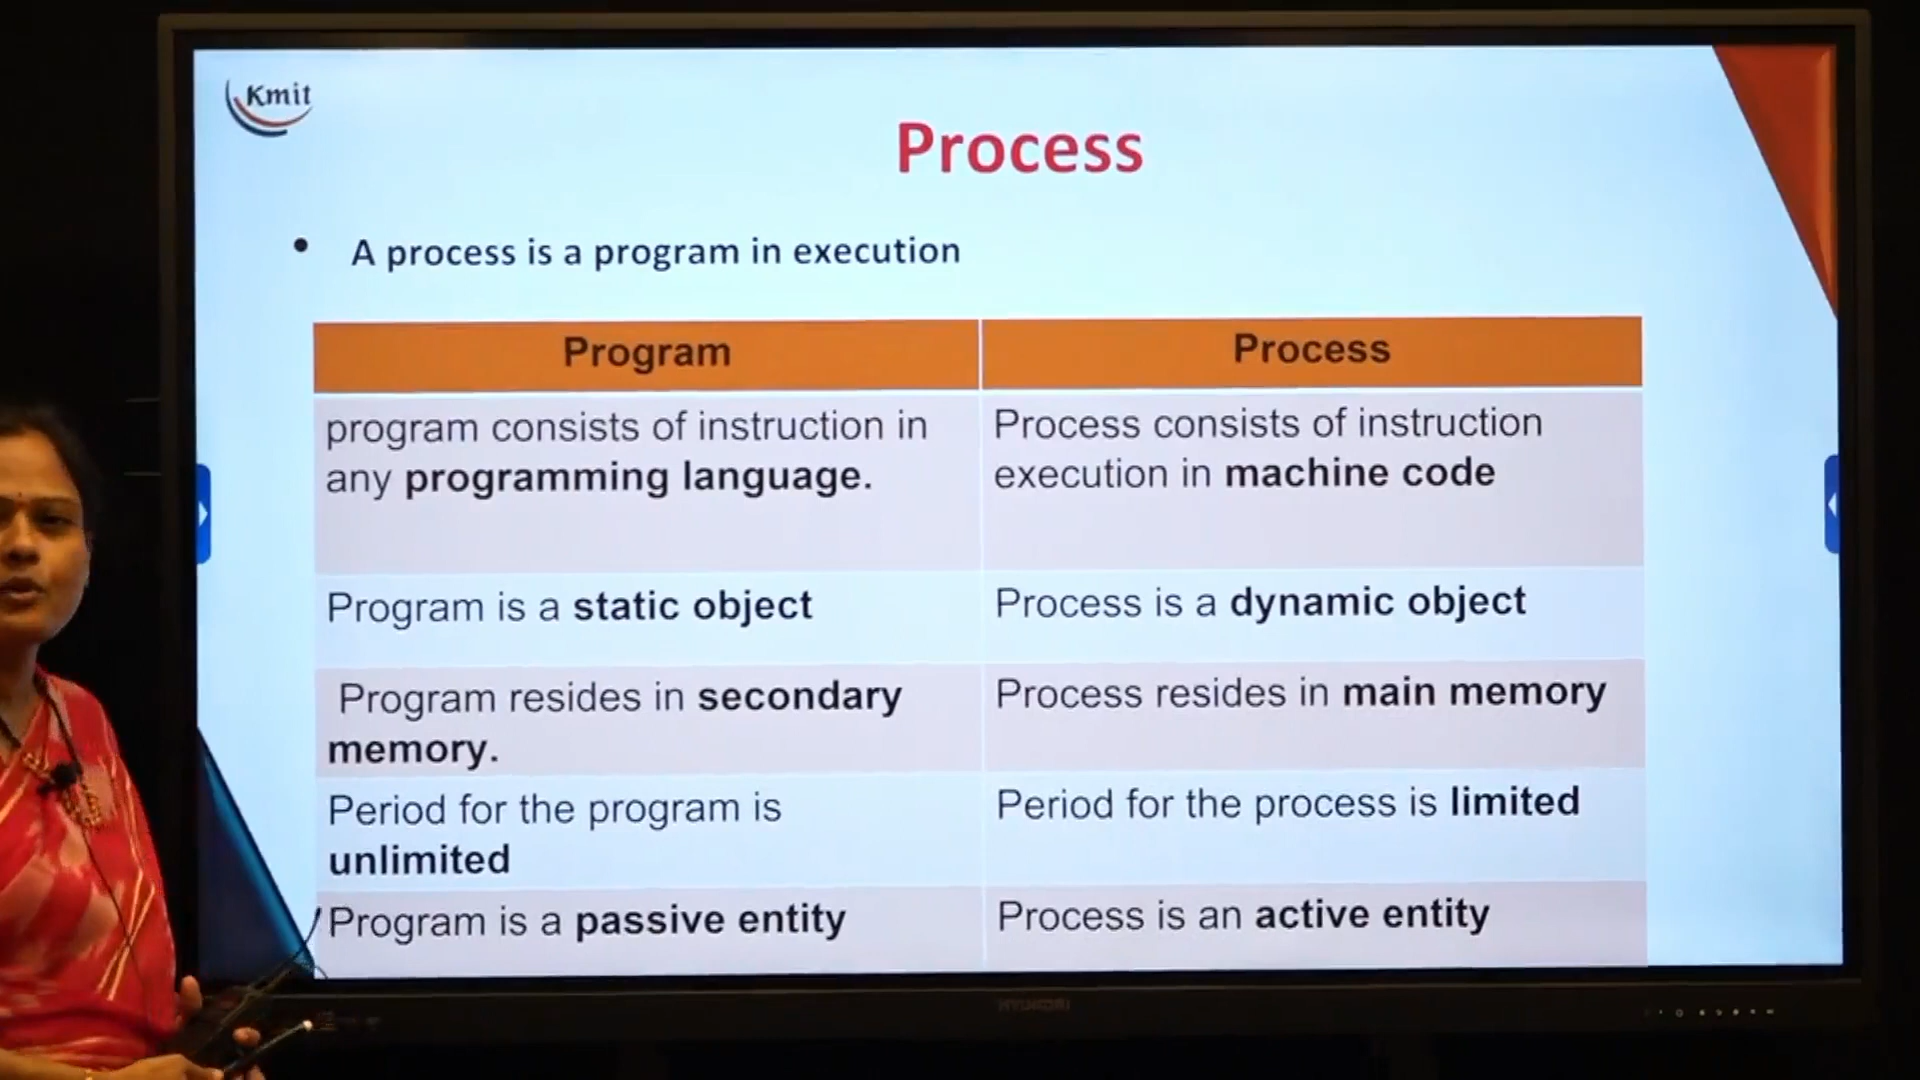 Kmit
Process
• A process is a program in execution
Program
Process
program consists of instruction in
any programming language.
Process consists of instruction
execution in machine code
Program is a static object
Process is a dynamic object
Program resides in secondary
memory.
Process resides in main memory
Period for the program is
unlimited
Period for the process is limited
Program is a passive entity
Process is an active entity
HYUNDAI